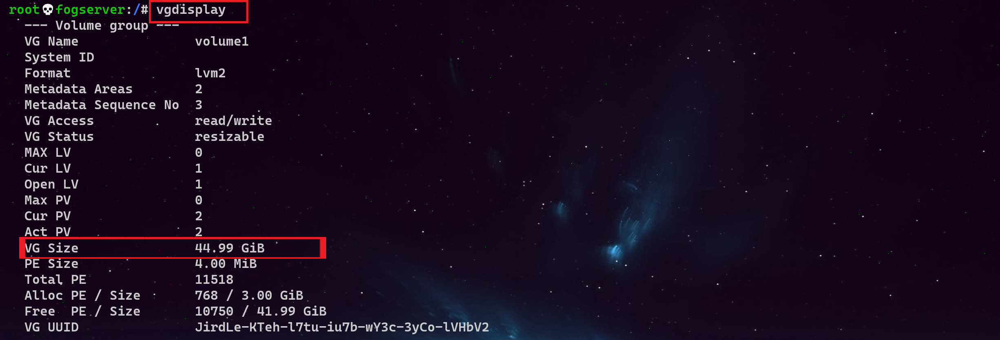 root💀fogserver:/# vgdisplay
--- Volume group ---
VG Name volume1
System ID
Format lvm2
Metadata Areas 2
Metadata Sequence No 3
VG Access read/write
VG Status resizable
MAX LV 0
Cur LV 1
Open LV 1
Max PV 0
Cur PV 2
Act PV 2
VG Size 44.99 GiB
PE Size 4.00 MiB
Total PE 11518
Alloc PE / Size 768 / 3.00 GiB
Free  PE / Size 10750 / 41.99 GiB
VG UUID JirdLe-KTeh-l7tu-iu7b-wY3c-3yCo-lVHbV2